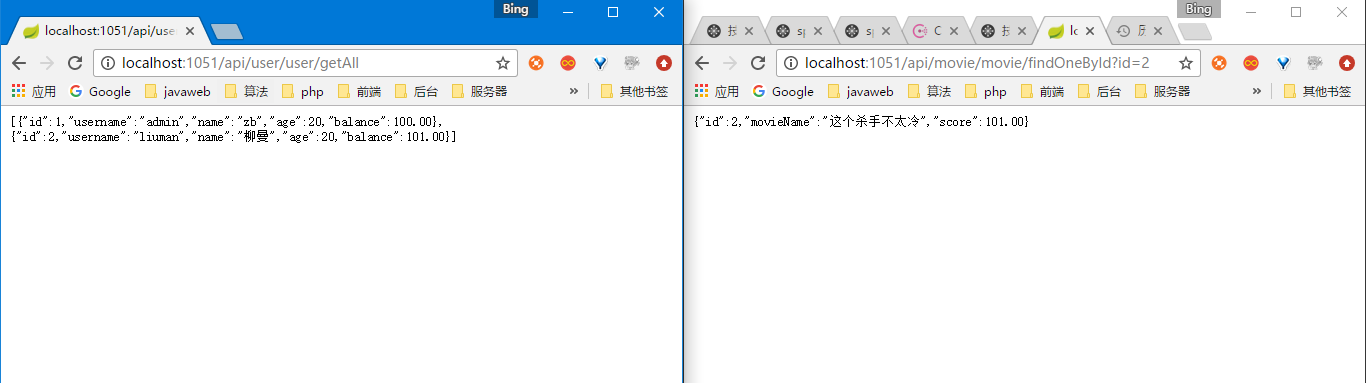 Bing
localhost:1051/api/use
localhost:1051/api/user/user/getAll
应用 Google javaweb 算法 php 前端 后台 服务器 » 其他书签
[{"id":1,"username":"admin","name":"zb","age":20,"balance":100.00},
{"id":2,"username":"liuman","name":"柳曼","age":20,"balance":101.00}]
Bing
sp sp C lo
localhost:1051/api/movie/movie/findOneById?id=2
应用 Google javaweb 算法 php 前端 后台 服务器 » 其他书签
{"id":2,"movieName":"这个杀手不太冷","score":101.00}